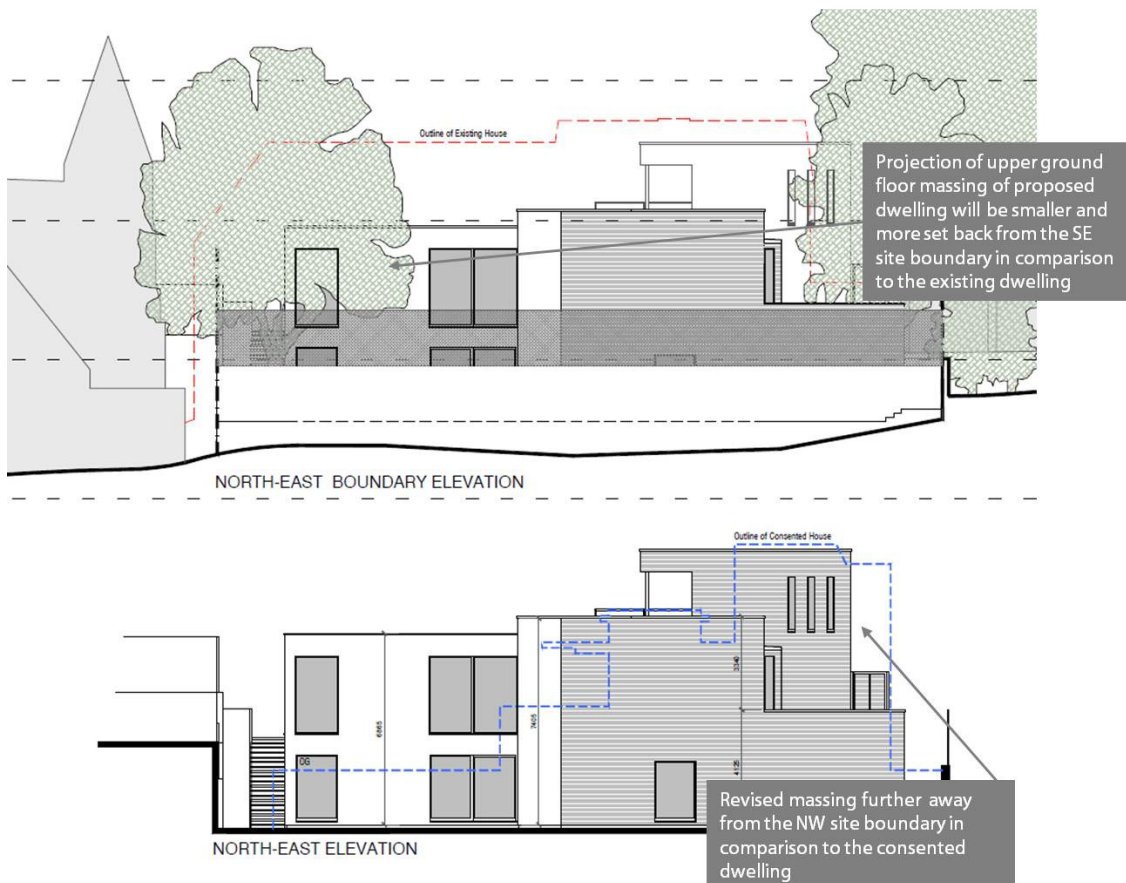 Outline of Existing House
Projection of upper ground
floor massing of proposed
dwelling will be smaller and
more set back from the SE
site boundary in comparison
to the existing dwelling
NORTH-EAST BOUNDARY ELEVATION
Outline of Consented House
3340
6865
7405
OG
4125
Revised massing further away
from the NW site boundary in
comparison to the consented
dwelling
NORTH-EAST ELEVATION